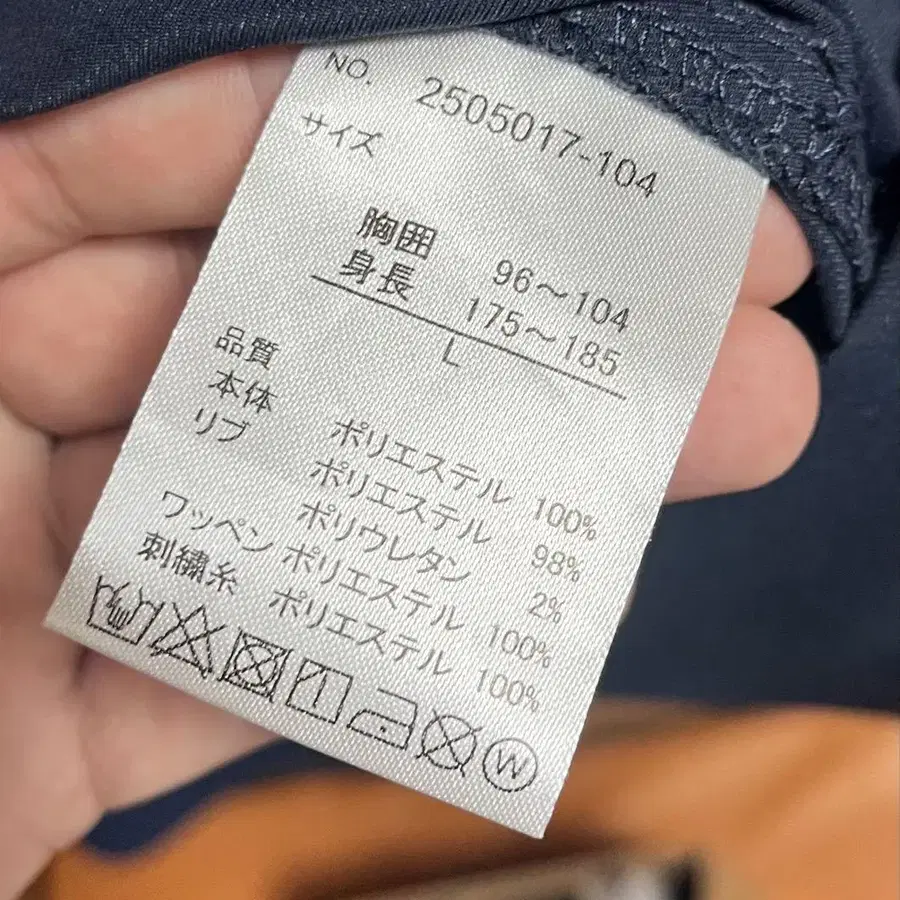 NO. 2505017-104
サイズ
胸囲 96～104
身長 175～185
L
品質
本体 ポリエステル 100%
リブ ポリエステル 98%
ポリウレタン 2%
ワッペン ポリエステル 100%
刺繍糸 ポリエステル 100%
W